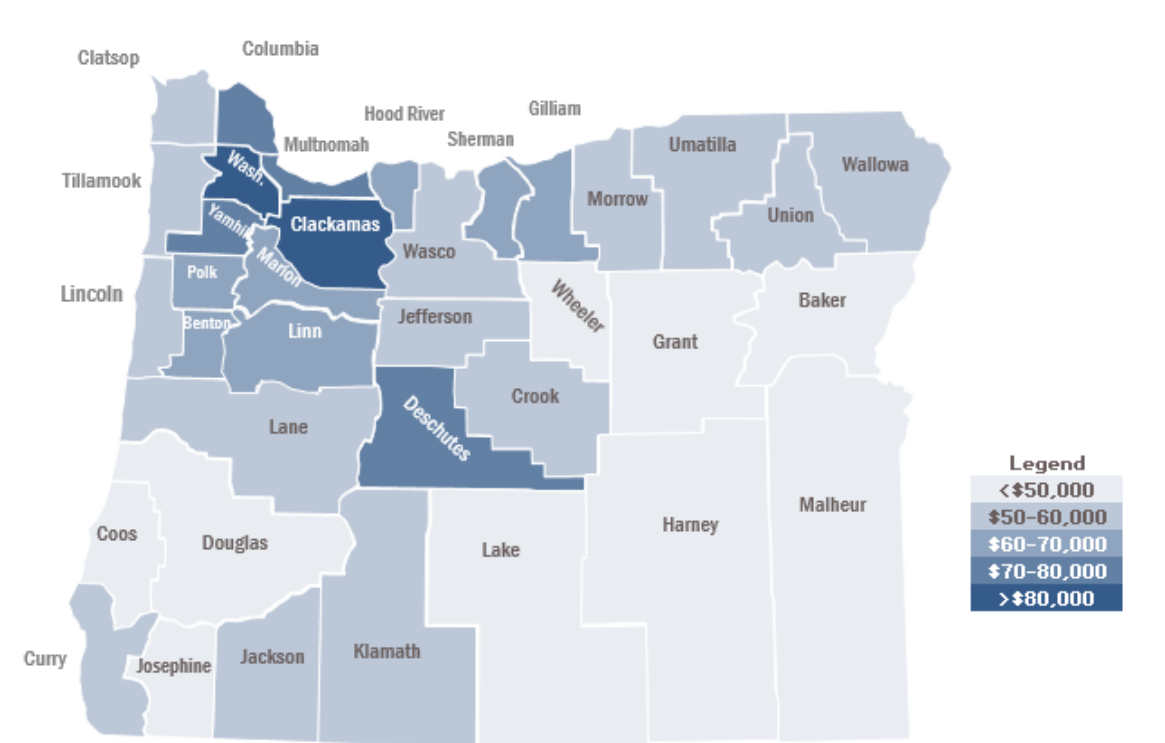 Columbia
Clatsop
Gilliam
Hood River
Sherman
Multnomah
Umatilla
Wash.
Wallowa
Tillamook
Morrow
Union
Yamhil
Clackamas
Wasco
Marion
Polk
Lincoln
Wheeler
Baker
Benton
Linn
Jefferson
Grant
Crook
Lane
Deschutes
Legend
<$50,000
$50-60,000
$60-70,000
$70-80,000
>$80,000
Malheur
Harney
Coos
Douglas
Lake
Curry
Josephine
Jackson
Klamath